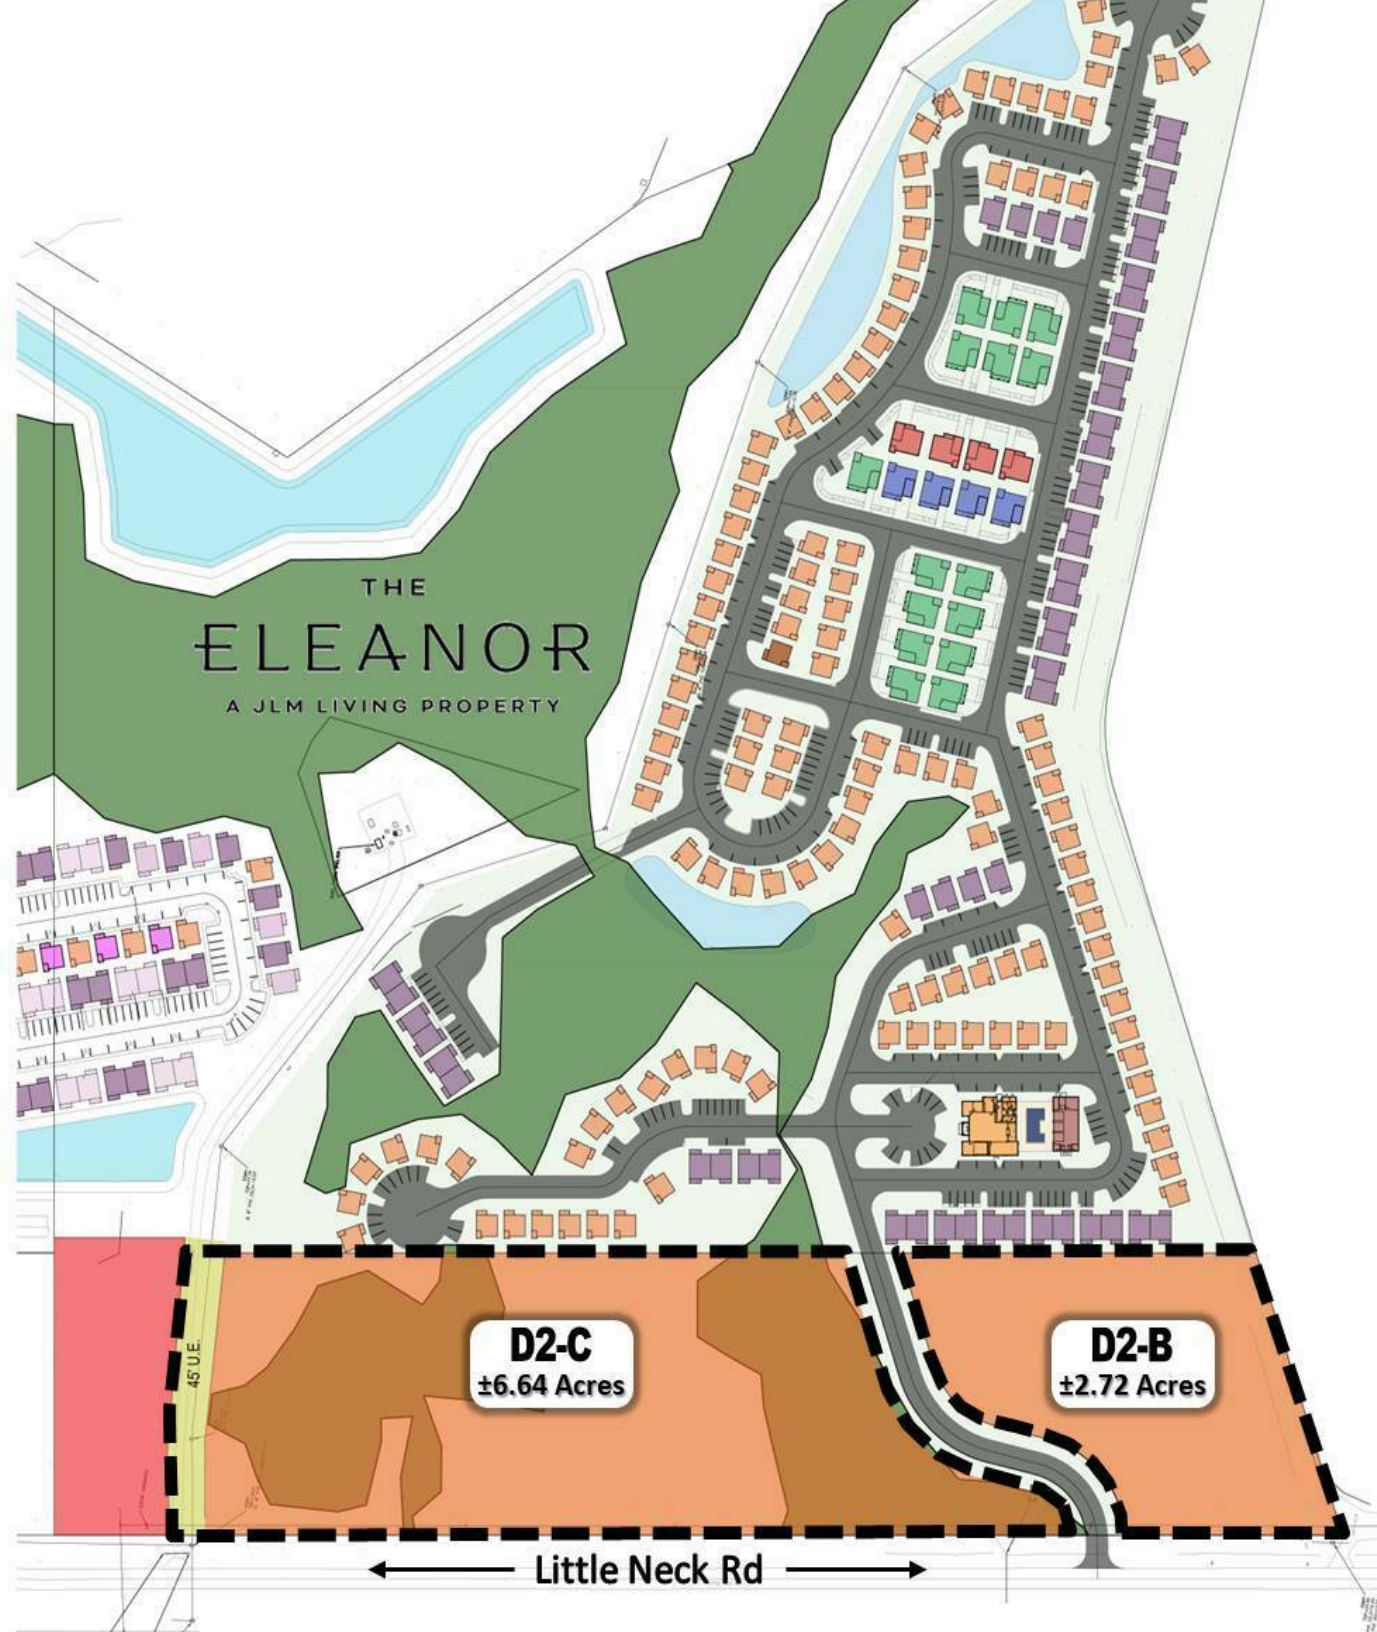 THE
ELEANOR
A JLM LIVING PROPERTY
D2-C
±6.64 Acres
D2-B
±2.72 Acres
45' U.E.
Little Neck Rd